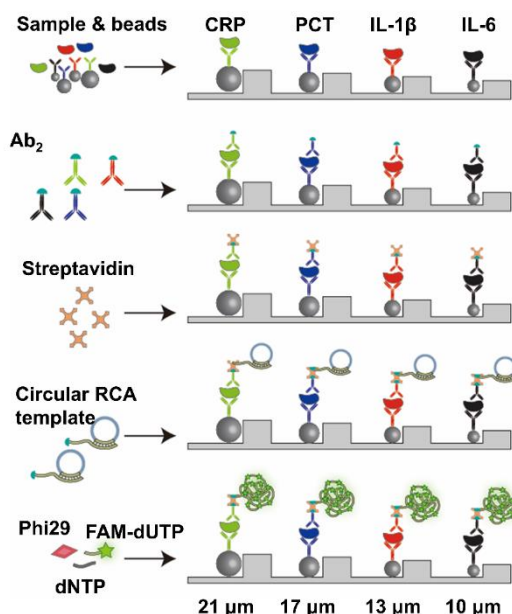 Sample & beads CRP PCT IL-1β IL-6
Ab2
Streptavidin
Circular RCA
template
Phi29 FAM-dUTP
dNTP
21 μm 17 μm 13 μm 10 μm